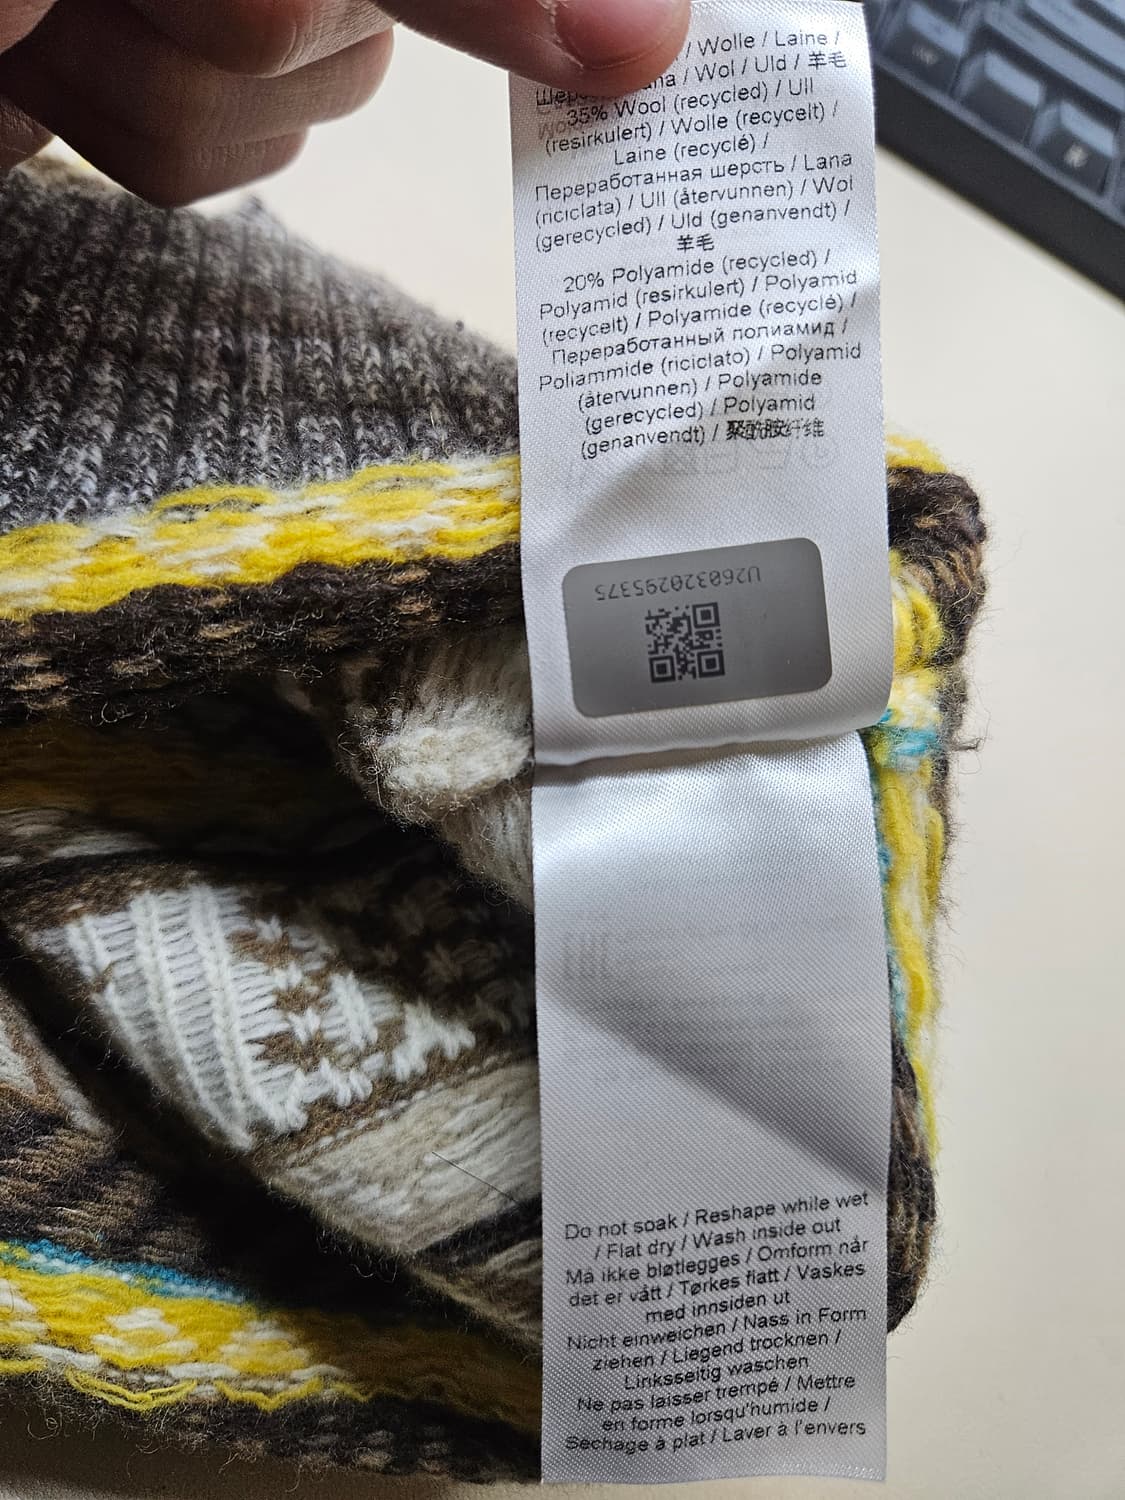 / Wolle / Laine /
/ Wol / Uld / 羊毛
35% Wool (recycled) / Ull
(resirkulert) / Wolle (recycelt) /
Laine (recyclé) /
Переработанная шерсть / Lana
(riciclata) / Ull (återvunnen) / Wol
(gerecycled) / Uld (genanvendt) /
羊毛
20% Polyamide (recycled) /
Polyamid (resirkulert) / Polyamid
(recycelt) / Polyamide (recyclé) /
Переработанный полиамид /
Poliammide (riciclato) / Polyamid
(återvunnen) / Polyamide
(gerecycled) / Polyamid
(genanvendt) / 聚酰胺纤维
U260320295375
Do not soak / Reshape while wet
/ Flat dry / Wash inside out
Må ikke bløtlegges / Omform når
det er vått / Tørkes flatt / Vaskes
med innsiden ut
Nicht einweichen / Nass in Form
ziehen / Liegend trocknen /
Linksseitig waschen
Ne pas laisser trempé / Mettre
en forme lorsqu'humide /
Séchage à plat / Laver à l'envers